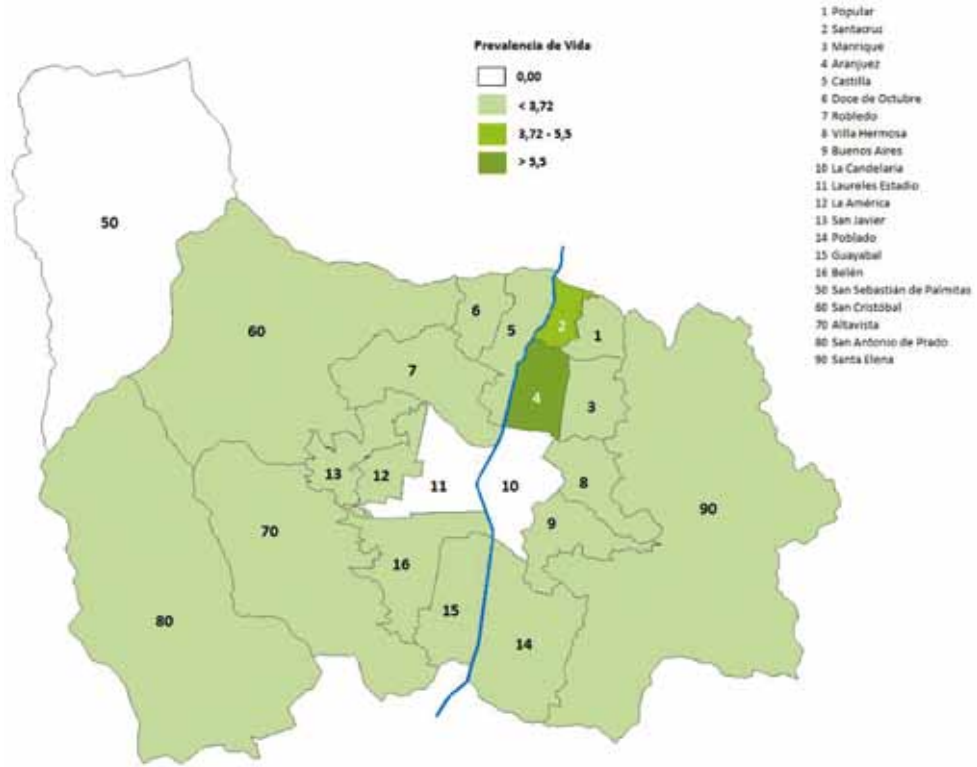 Prevalencia de Vida
0,00
< 3,72
3,72 - 5,5
> 5,5
1 Popular
2 Santacruz
3 Manrique
4 Aranjuez
5 Castilla
6 Doce de Octubre
7 Robledo
8 Villa Hermosa
9 Buenos Aires
10 La Candelaria
11 Laureles Estadio
12 La América
13 San Javier
14 Poblado
15 Guayabal
16 Belén
50 San Sebastián de Palmitas
60 San Cristóbal
70 Altavista
80 San Antonio de Prado
90 Santa Elena
50
60
6
5
2
1
7
4
3
13
12
11
10
8
90
70
9
16
15
80
14